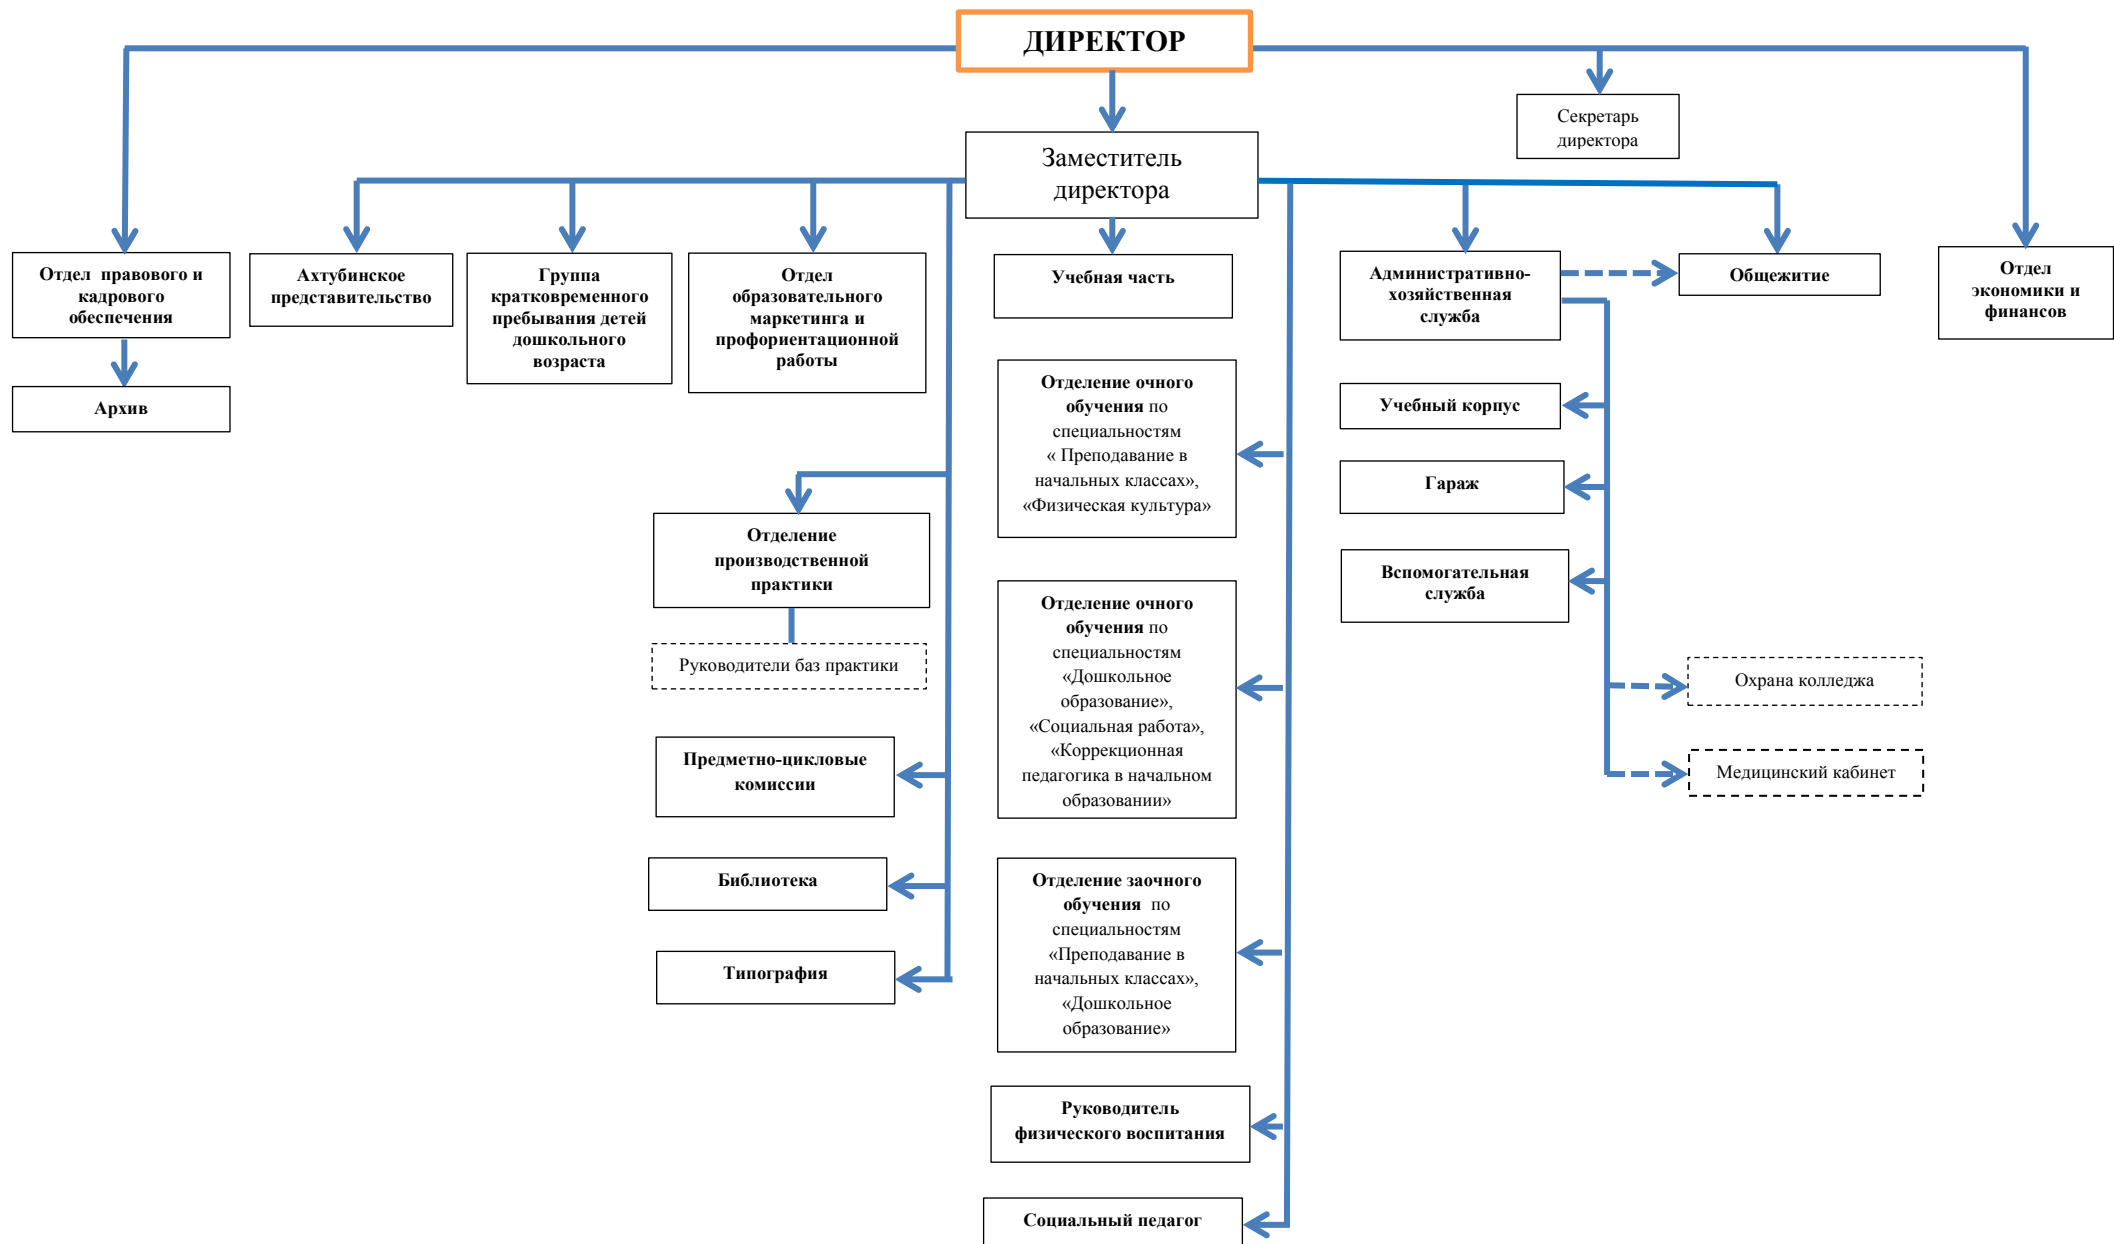 ДИРЕКТОР
Секретарь
директора
Заместитель
директора
Отдел  правового и
кадрового
обеспечения
Ахтубинское
представительство
Группа
кратковременного
пребывания детей
дошкольного
возраста
Отдел
образовательного
маркетинга и
профориентационной
работы
Учебная часть
Административно-
хозяйственная
служба
Общежитие
Отдел
экономики и
финансов
Архив
Отделение очного
обучения по
специальностям
« Преподавание в
начальных классах»,
«Физическая культура»
Учебный корпус
Гараж
Отделение
производственной
практики
Вспомогательная
служба
Руководители баз практики
Отделение очного
обучения по
специальностям
«Дошкольное
образование»,
«Социальная работа»,
«Коррекционная
педагогика в начальном
образовании»
Охрана колледжа
Медицинский кабинет
Предметно-цикловые
комиссии
Библиотека
Типография
Отделение заочного
обучения  по
специальностям
«Преподавание в
начальных классах»,
«Дошкольное
образование»
Руководитель
физического воспитания
Социальный педагог